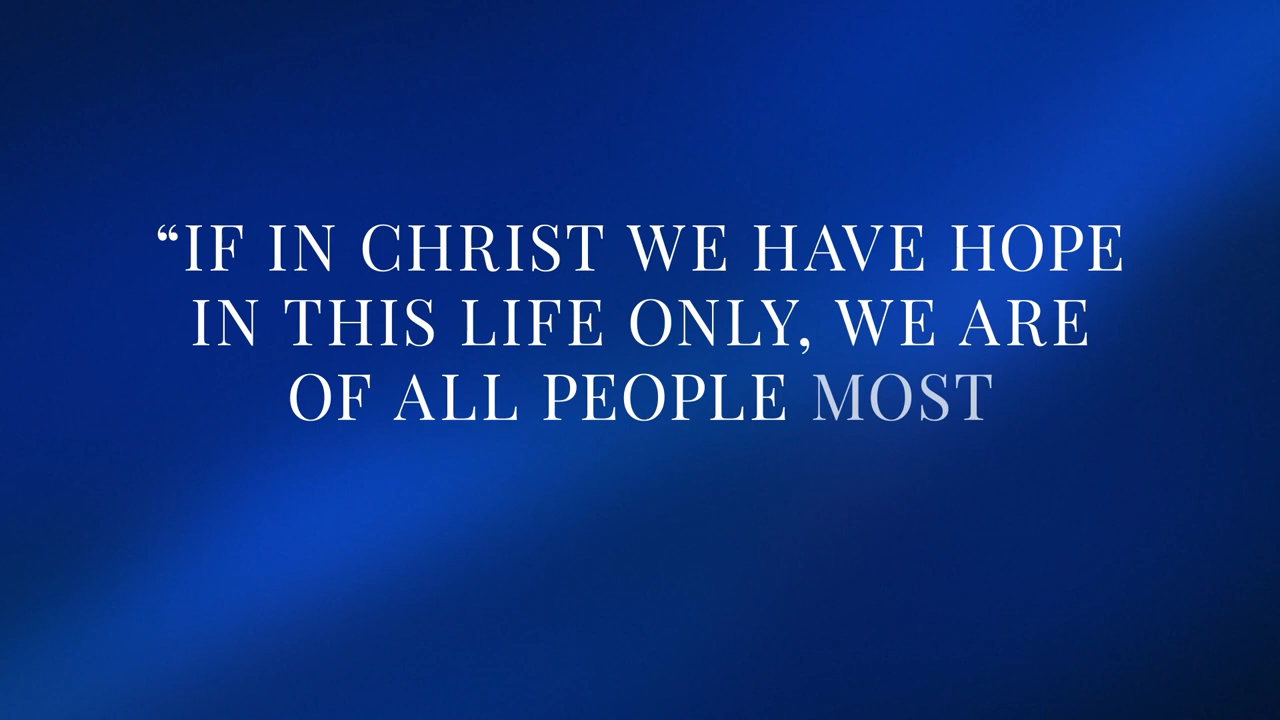 “IF IN CHRIST WE HAVE HOPE
IN THIS LIFE ONLY, WE ARE
OF ALL PEOPLE MOST